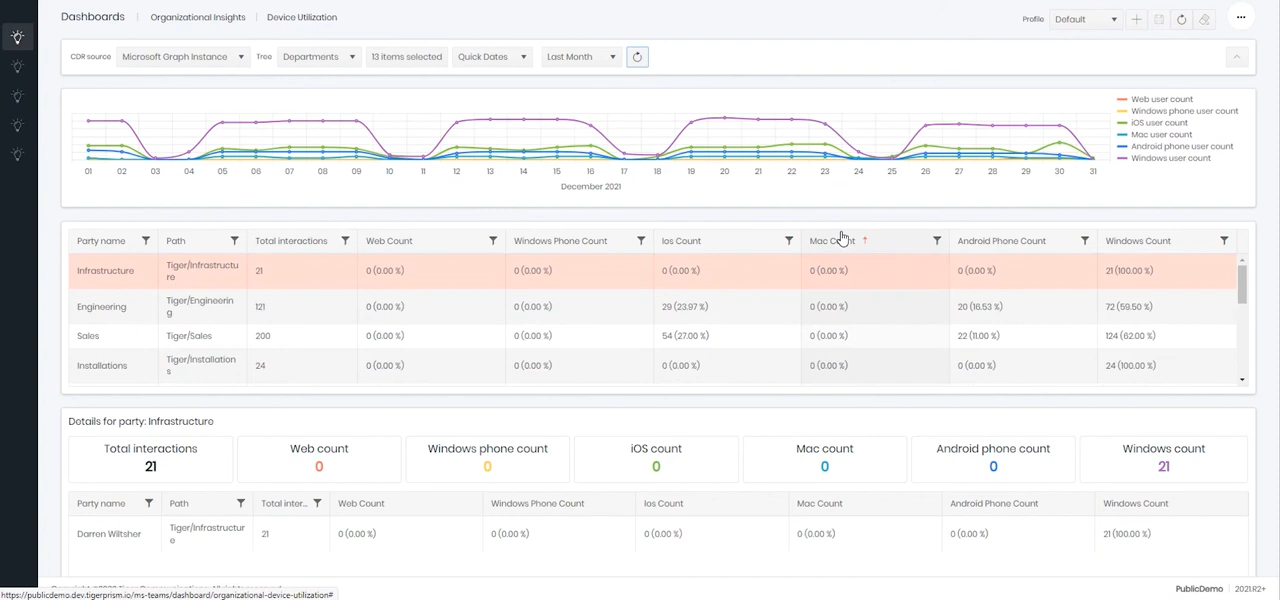 Dashboards | Organizational Insights | Device Utilization
Profile Default
CDR source Microsoft Graph Instance Tree Departments 13 items selected Quick Dates Last Month
Web user count
Windows phone user count
iOS user count
Mac user count
Android phone user count
Windows user count
01 02 03 04 05 06 07 08 09 10 11 12 13 14 15 16 17 18 19 20 21 22 23 24 25 26 27 28 29 30 31
December 2021
Party name Path Total interactions Web Count Windows Phone Count Ios Count Mac Count Android Phone Count Windows Count
Infrastructure Tiger/Infrastructu
re 21 0 (0.00 %) 0 (0.00 %) 0 (0.00 %) 0 (0.00 %) 0 (0.00 %) 21 (100.00 %)
Engineering Tiger/Engineerin
g 121 0 (0.00 %) 0 (0.00 %) 29 (23.97 %) 0 (0.00 %) 20 (16.53 %) 72 (59.50 %)
Sales Tiger/Sales 200 0 (0.00 %) 0 (0.00 %) 54 (27.00 %) 0 (0.00 %) 22 (11.00 %) 124 (62.00 %)
Installations Tiger/Installation
s 24 0 (0.00 %) 0 (0.00 %) 0 (0.00 %) 0 (0.00 %) 0 (0.00 %) 24 (100.00 %)
Details for party: Infrastructure
Total interactions Web count Windows phone count iOS count Mac count Android phone count Windows count
21 0 0 0 0 0 21
Party name Path Total inter... Web Count Windows Phone Count Ios Count Mac Count Android Phone Count Windows Count
Darren Wiltsher Tiger/Infrastructur
e 21 0 (0.00 %) 0 (0.00 %) 0 (0.00 %) 0 (0.00 %) 0 (0.00 %) 21 (100.00 %)
PublicDemo | 2021.R2+
https://publicdemo.dev.tigerprism.io/ms-teams/dashboard/organizational-device-utilization#